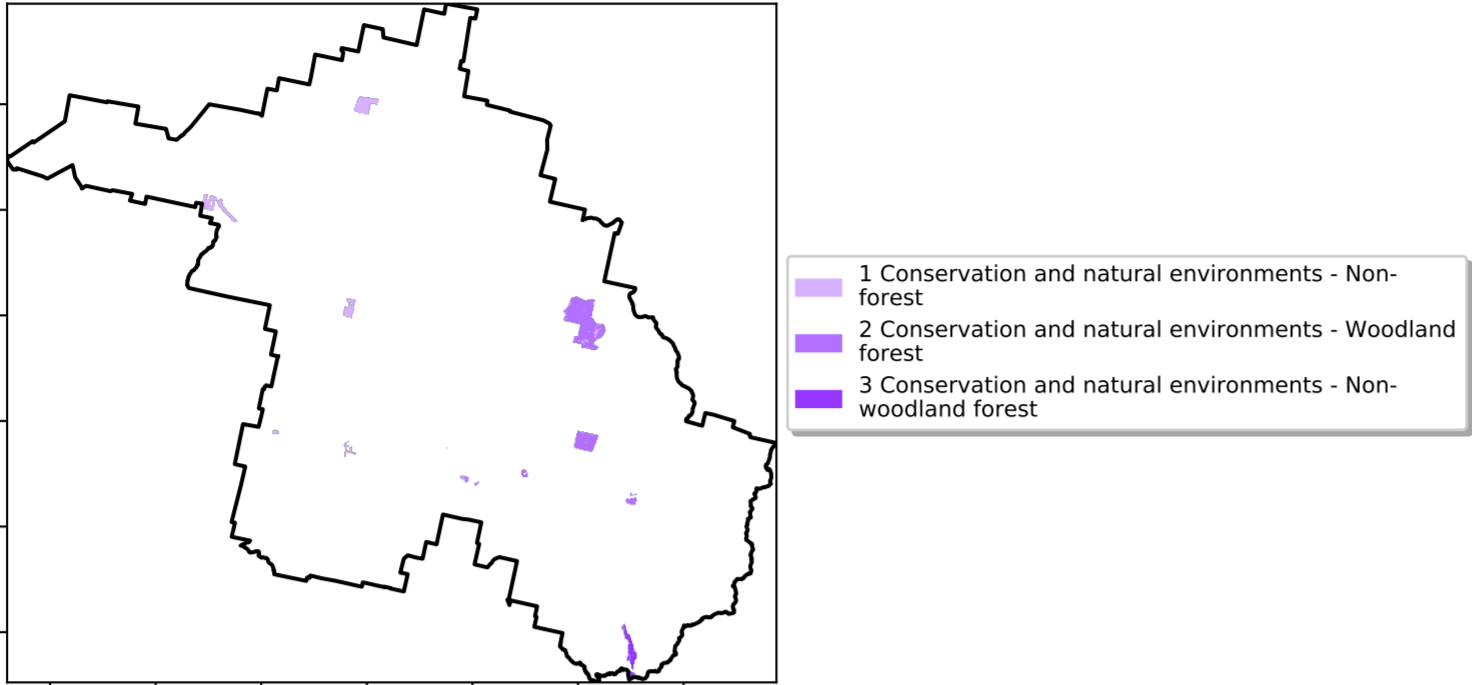 1 Conservation and natural environments - Non-
forest
2 Conservation and natural environments - Woodland
forest
3 Conservation and natural environments - Non-
woodland forest